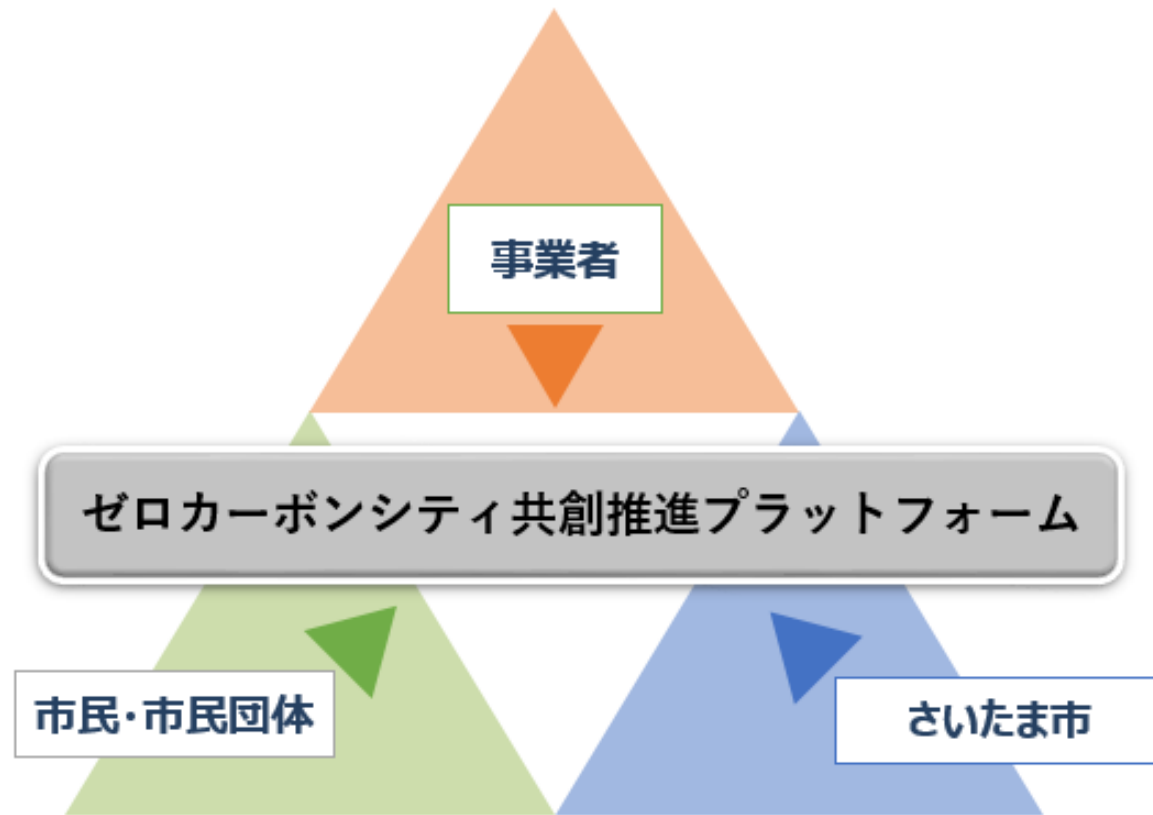 事業者
ゼロカーボンシティ共創推進プラットフォーム
市民・市民団体
さいたま市